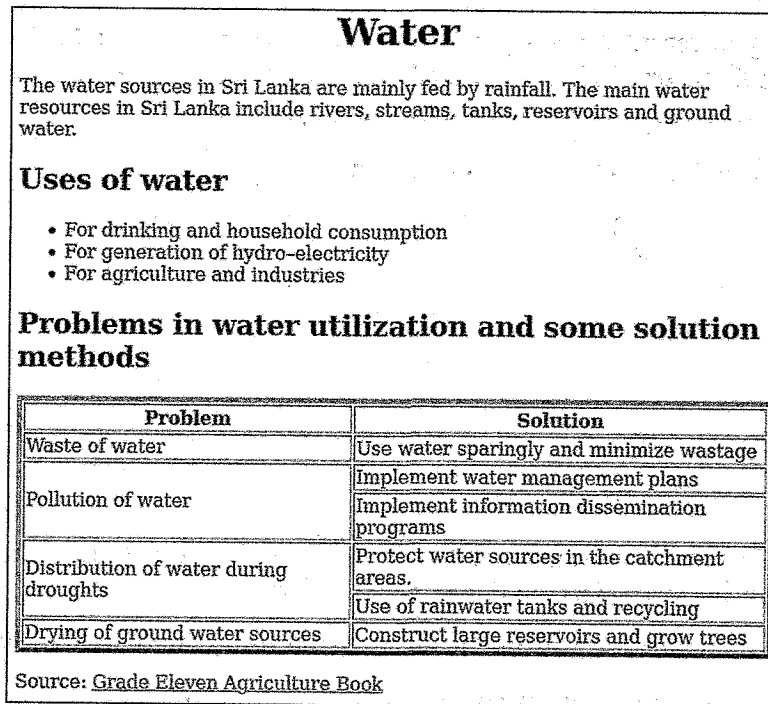 Water
The water sources in Sri Lanka are mainly fed by rainfall. The main water
resources in Sri Lanka include rivers, streams, tanks, reservoirs and ground
water.
Uses of water
• For drinking and household consumption
• For generation of hydro-electricity
• For agriculture and industries
Problems in water utilization and some solution
methods
Problem Solution
Waste of water Use water sparingly and minimize wastage
Pollution of water
Implement water management plans
Implement information dissemination
programs
Distribution of water during
droughts
Protect water sources in the catchment
areas.
Use of rainwater tanks and recycling
Drying of ground water sources Construct large reservoirs and grow trees
Source: Grade Eleven Agriculture Book